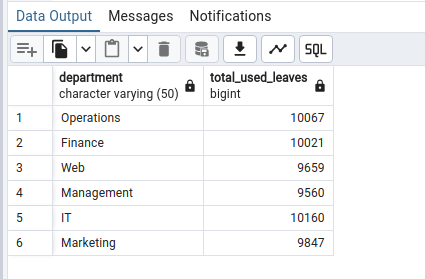 Data Output Messages Notifications
SQL
department total_used_leaves
character varying (50) bigint
1 Operations 10067
2 Finance 10021
3 Web 9659
4 Management 9560
5 IT 10160
6 Marketing 9847